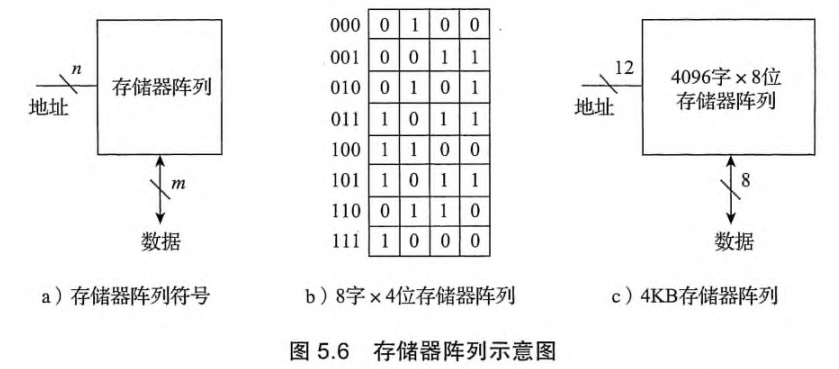 n
地址
存储器阵列
m
数据
a）存储器阵列符号
000 0 1 0 0
001 0 0 1 1
010 0 1 0 1
011 1 0 1 1
100 1 1 0 0
101 1 0 1 1
110 0 1 1 0
111 1 0 0 0
b）8字×4位存储器阵列
12
地址
4096字×8位
存储器阵列
8
数据
c）4KB存储器阵列
图 5.6 存储器阵列示意图